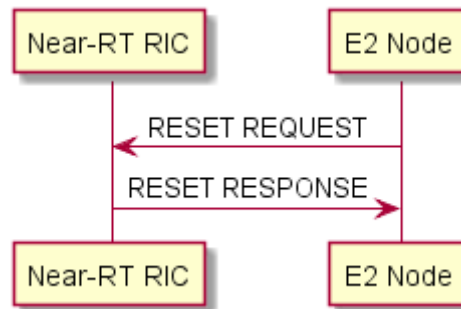 Near-RT RIC
E2 Node
RESET REQUEST
RESET RESPONSE
Near-RT RIC
E2 Node